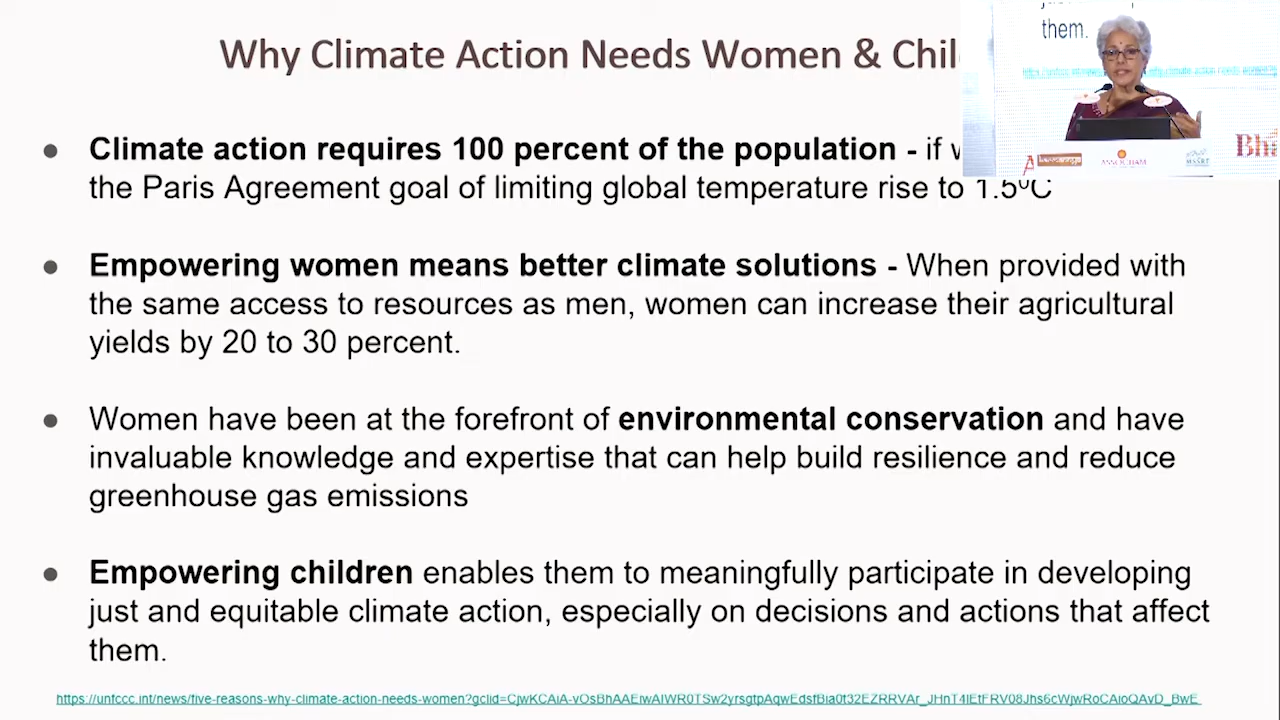 Why Climate Action Needs Women & Chil
them.
● Climate action requires 100 percent of the population - if w
the Paris Agreement goal of limiting global temperature rise to 1.5⁰C
ASSOCHAM
MSSRF
● Empowering women means better climate solutions - When provided with
the same access to resources as men, women can increase their agricultural
yields by 20 to 30 percent.
● Women have been at the forefront of environmental conservation and have
invaluable knowledge and expertise that can help build resilience and reduce
greenhouse gas emissions
● Empowering children enables them to meaningfully participate in developing
just and equitable climate action, especially on decisions and actions that affect
them.